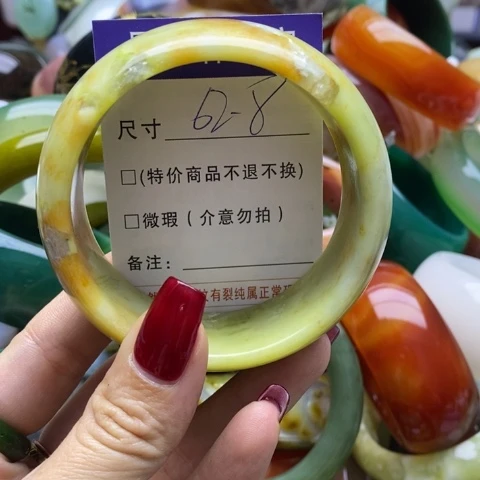 尺寸 62-8
□(特价商品不退不换)
□微瑕(介意勿拍)
备注:
有裂纯属正常